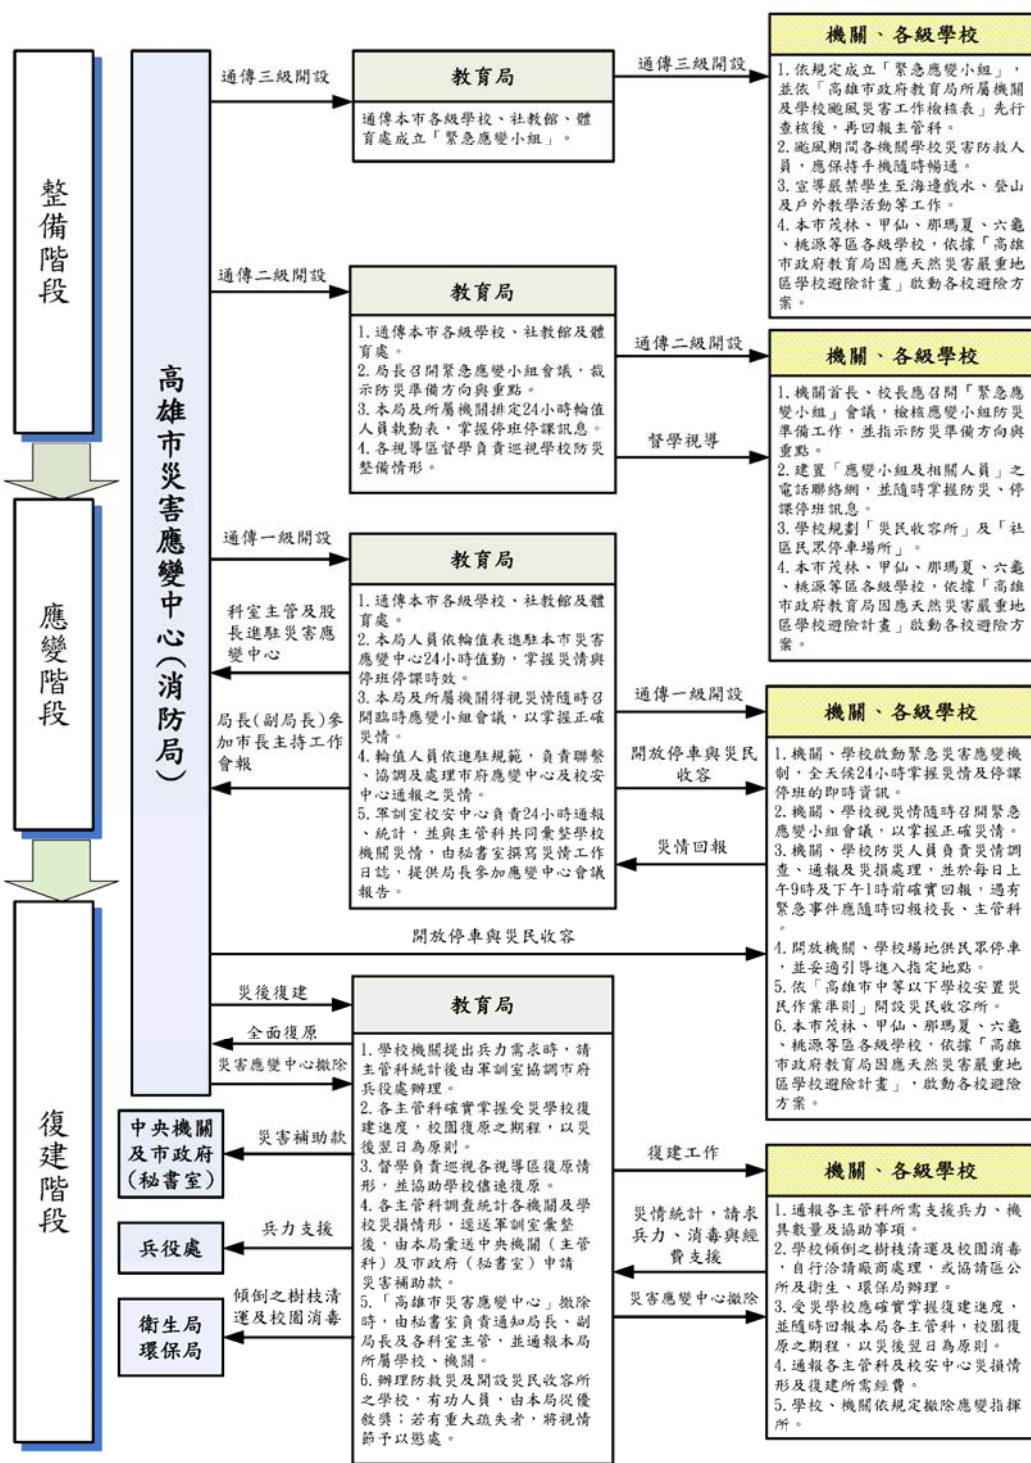 整備階段
應變階段
復建階段
高雄市災害應變中心(消防局)
通傳三級開設
教育局
通傳本市各級學校、社教館、體
育處成立「緊急應變小組」。
通傳三級開設
機關、各級學校
1.依規定成立「緊急應變小組」，
並依「高雄市政府教育局所屬機關
及學校颱風災害工作檢核表」先行
查核後，再回報主管科。
2.颱風期間各機關學校災害防救人
員，應保持手機隨時暢通。
3.宣導嚴禁學生至海邊戲水、登山
及戶外教學活動等工作。
4.本市茂林、甲仙、那瑪夏、六龜
、桃源等區各級學校，依據「高雄
市政府教育局因應天然災害嚴重地
區學校避險計畫」啟動各校避險方
案。
通傳二級開設
教育局
1.通傳本市各級學校、社教館及體
育處。
2.局長召開緊急應變小組會議，裁
示防災準備方向與重點。
3.本局及所屬機關排定24小時輪值
人員執勤表，掌握停班停課訊息。
4.各視導區督學負責巡視學校防災
整備情形。
通傳二級開設
督學視導
機關、各級學校
1.機關首長、校長應召開「緊急應
變小組」會議，檢核應變小組防災
準備工作，並指示防災準備方向與
重點。
2.建置「應變小組及相關人員」之
電話聯絡網，並隨時掌握防災、停
課停班訊息。
3.學校規劃「災民收容所」及「社
區民眾停車場所」。
4.本市茂林、甲仙、那瑪夏、六龜
、桃源等區各級學校，依據「高雄
市政府教育局因應天然災害嚴重地
區學校避險計畫」啟動各校避險方
案。
通傳一級開設
科室主管及股
長進駐災害應
變中心
局長(副局長)參
加市長主持工作
會報
教育局
1.通傳本市各級學校、社教館及體
育處。
2.本局人員依輪值表進駐本市災害
應變中心24小時值勤，掌握災情與
停班停課時效。
3.本局及所屬機關得視災情隨時召
開臨時應變小組會議，以掌握正確
災情。
4.輪值人員依進駐規範，負責聯繫
、協調及處理市府應變中心及校安
中心通報之災情。
5.軍訓室校安中心負責24小時通報
、統計，並與主管科共同彙整學校
機關災情，由秘書室撰寫災情工作
日誌，提供局長參加應變中心會議
報告。
通傳一級開設
開放停車與災民
收容
災情回報
機關、各級學校
1.機關、學校啟動緊急災害應變機
制，全天候24小時掌握災情及停課
停班的即時資訊。
2.機關、學校視災情隨時召開緊急
應變小組會議，以掌握正確災情。
3.機關、學校防災人員負責災情調
查、通報及災損處理，並於每日上
午9時及下午1時前確實回報，遇有
緊急事件應隨時回報校長、主管科
。
4.開放機關、學校場地供民眾停車
，並妥適引導進入指定地點。
5.依「高雄市中等以下學校安置災
民作業準則」開設災民收容所。
6.本市茂林、甲仙、那瑪夏、六龜
、桃源等區各級學校，依據「高雄
市政府教育局因應天然災害嚴重地
區學校避險計畫」，啟動各校避險
方案。
開放停車與災民收容
災後復建
全面復原
災害應變中心撤除
教育局
1.學校機關提出兵力需求時，請
主管科統計後由軍訓室協調市府
兵役處辦理。
2.各主管科確實掌握受災學校復
建進度，校園復原之期程，以災
後翌日為原則。
3.督學負責巡視各視導區復原情
形，並協助學校儘速復原。
4.各主管科調查統計各機關及學
校災損情形，逕送軍訓室彙整
後，由本局彙送中央機關（主管
科）及市政府（秘書室）申請
災害補助款。
5.「高雄市災害應變中心」撤除
時，由秘書室負責通知局長、副
局長及各科室主管，並通報本局
所屬學校、機關。
6.辦理防救災及開設災民收容所
之學校，有功人員，由本局從優
敘獎；若有重大疏失者，將視情
節予以懲處。
中央機關
及市政府
(秘書室)
災害補助款
兵役處
兵力支援
衛生局
環保局
傾倒之樹枝清
運及校園消毒
復建工作
災情統計，請求
兵力、消毒與經
費支援
災害應變中心撤除
機關、各級學校
1.通報各主管科所需支援兵力、機
具數量及協助事項。
2.學校傾倒之樹枝清運及校園消毒
，自行洽請廠商處理，或協請區公
所及衛生、環保局辦理。
3.受災學校應確實掌握復建進度，
並隨時回報本局各主管科，校園復
原之期程，以災後翌日為原則。
4.通報各主管科及校安中心災損情
形及復建所需經費。
5.學校、機關依規定撤除應變指揮
所。